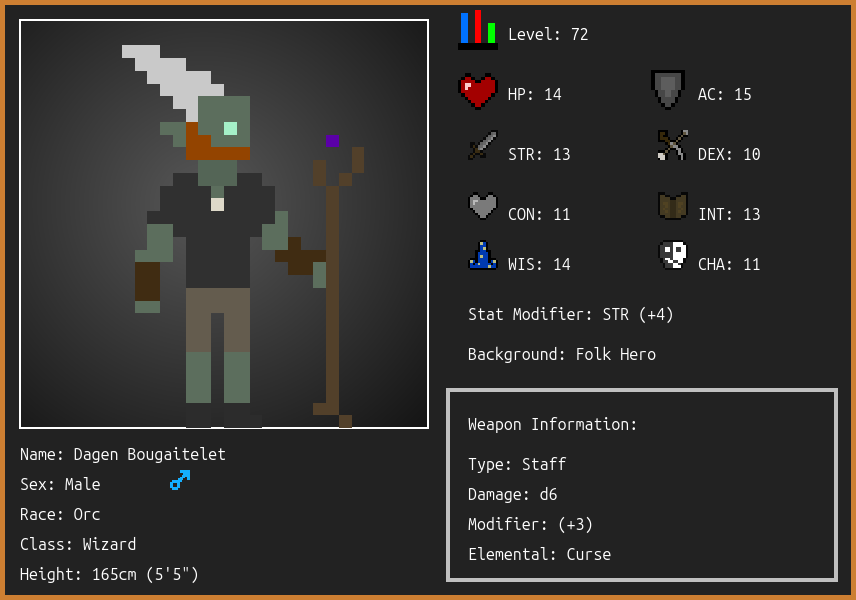 Level: 72
HP: 14
AC: 15
STR: 13
DEX: 10
CON: 11
INT: 13
WIS: 14
CHA: 11
Stat Modifier: STR (+4)
Background: Folk Hero
Weapon Information:
Type: Staff
Damage: d6
Modifier: (+3)
Elemental: Curse
Name: Dagen Bougaitelet
Sex: Male
Race: Orc
Class: Wizard
Height: 165cm (5'5")